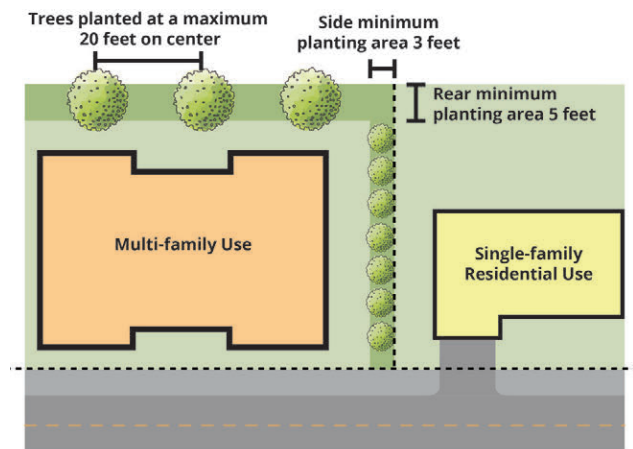 Trees planted at a maximum
20 feet on center
Side minimum
planting area 3 feet
Rear minimum
planting area 5 feet
Multi-family Use
Single-family
Residential Use